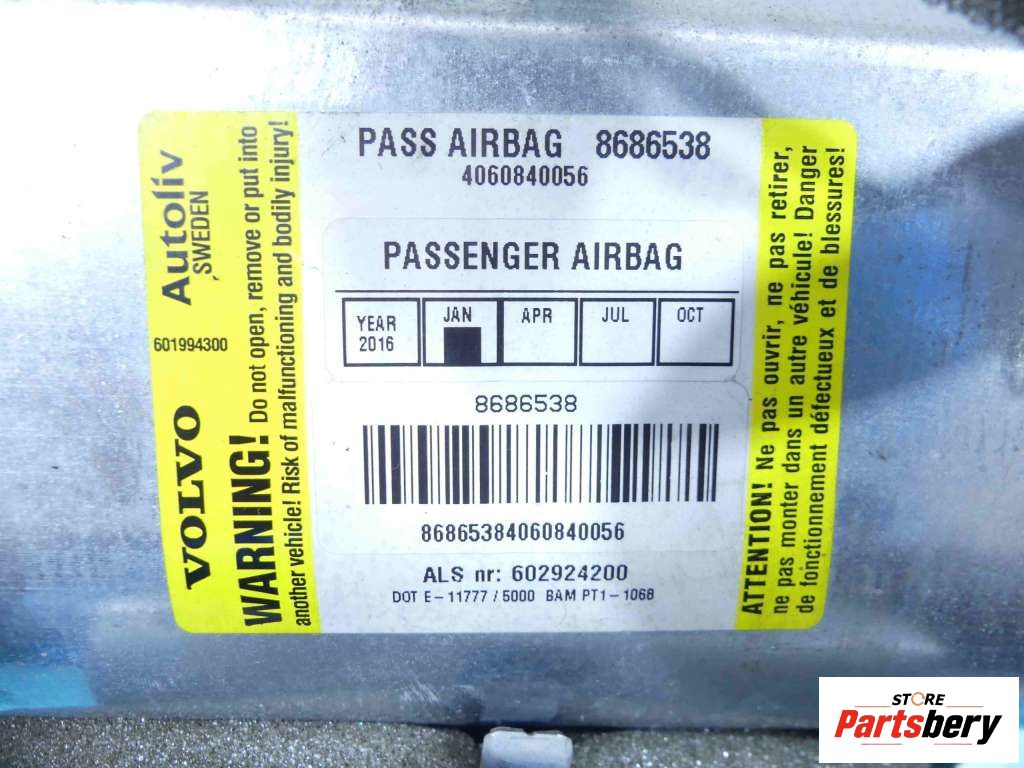 PASS AIRBAG 8686538
4060840056
PASSENGER AIRBAG
YEAR 2016
JAN
APR
JUL
OCT
8686538
86865384060840056
ALS nr: 602924200
DOT E-11777 / 5000 BAM PT1-1068
VOLVO
601994300
Autoliv
SWEDEN
WARNING! Do not open, remove or put into
another vehicle! Risk of malfunctioning and bodily injury!
ATTENTION! Ne pas ouvrir, ne pas retirer,
ne pas monter dans un autre véhicule! Danger
de fonctionnement défectueux et de blessures!
STORE
Partsbery